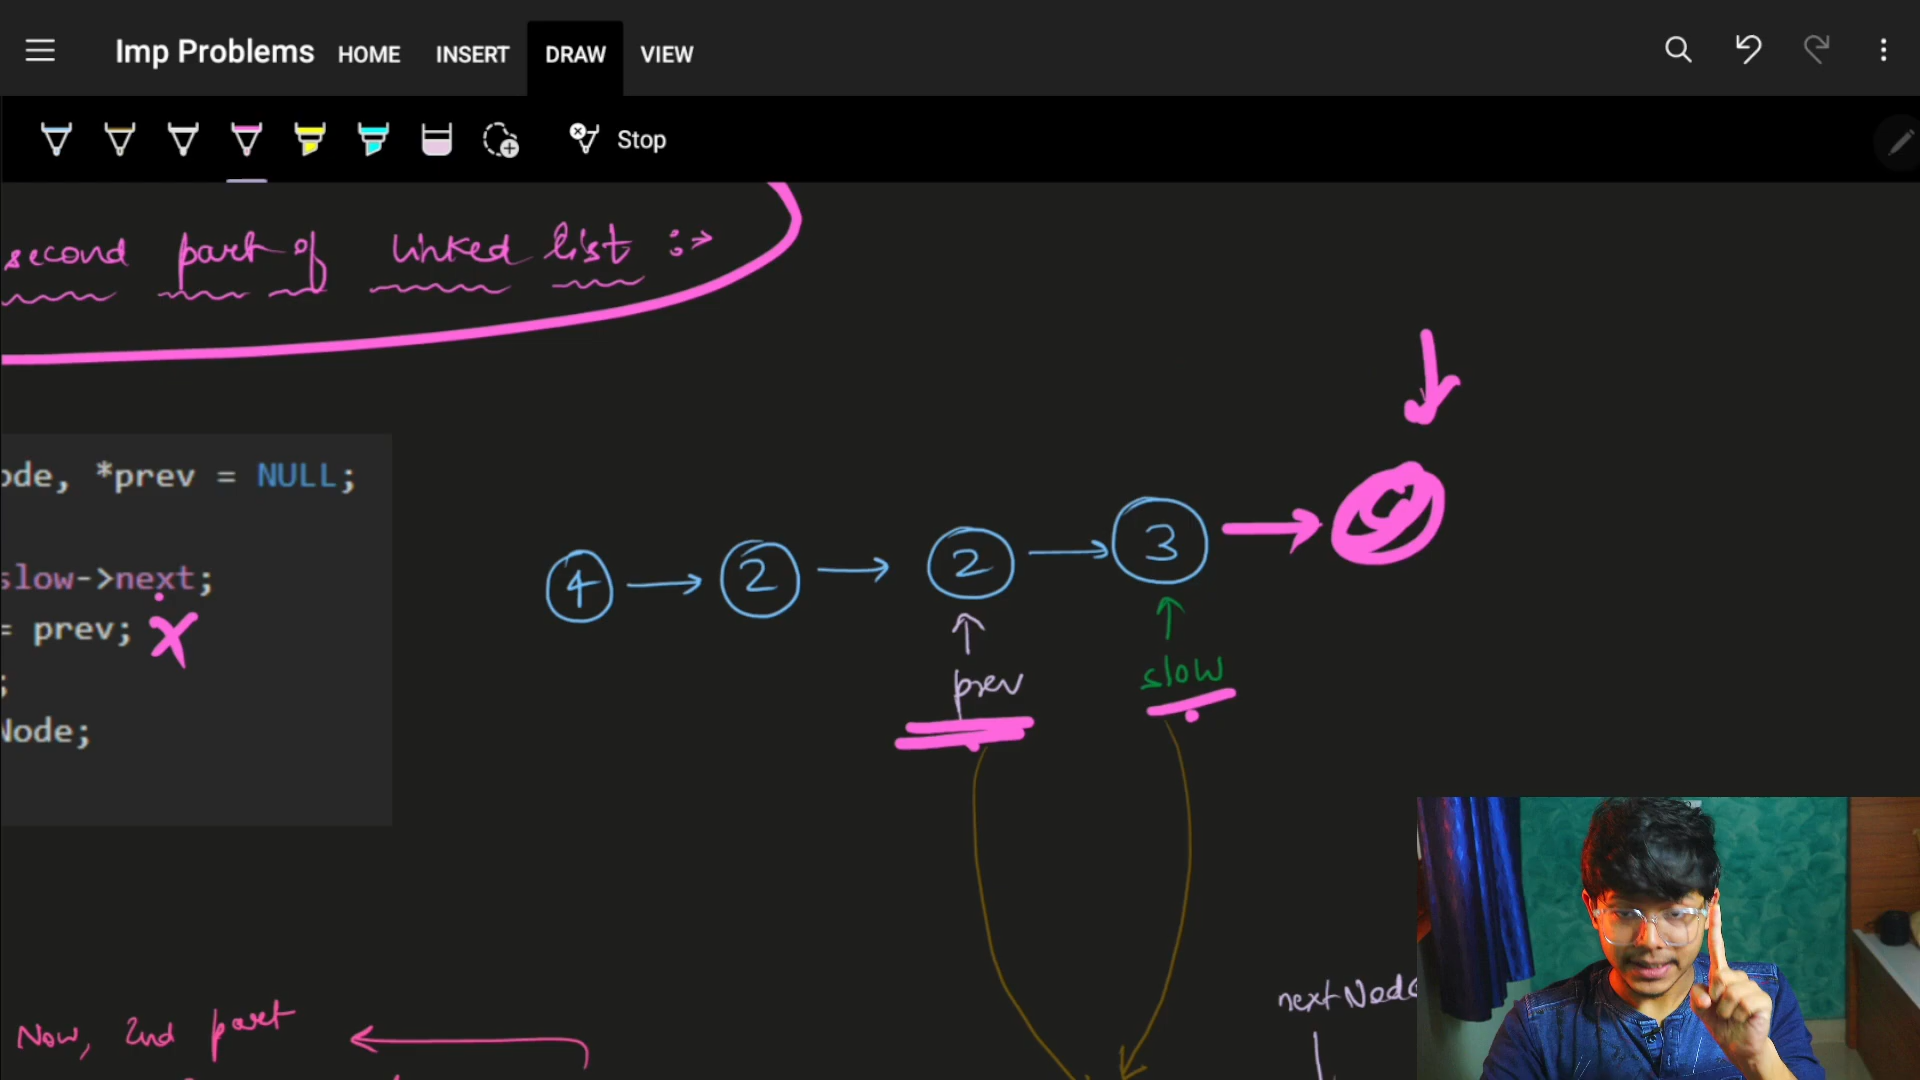 Imp Problems HOME INSERT DRAW VIEW
Stop
second part of linked list :->
ode, *prev = NULL;
slow->next;
= prev; X
;
Node;
4 2 2 3
prev
slow
nextNode
Now, 2nd part